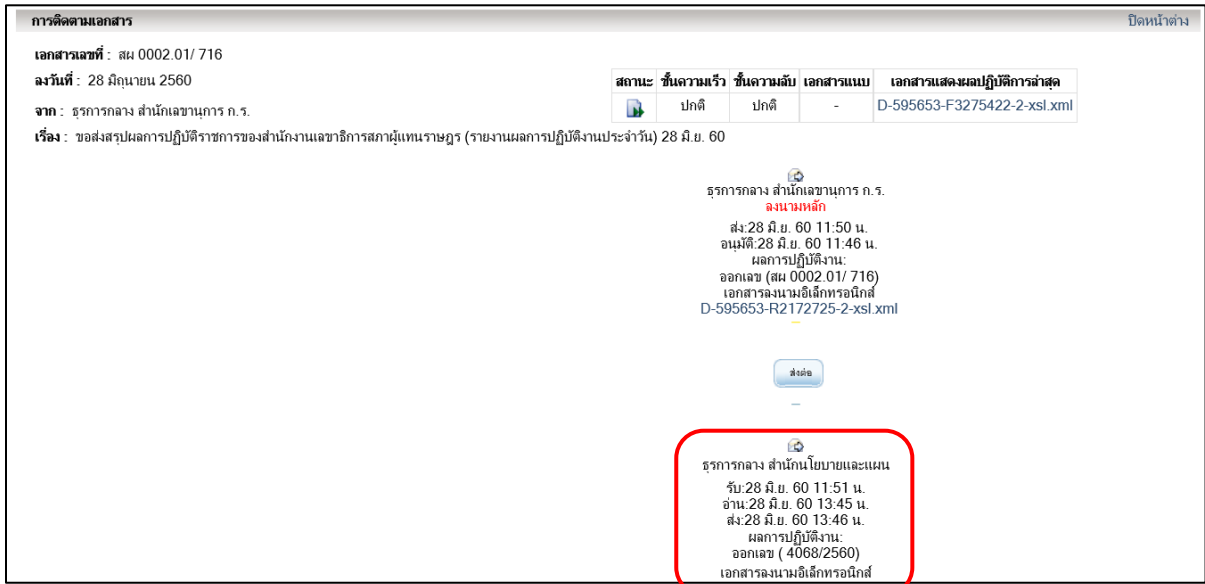 การติดตามเอกสาร ปิดหน้าต่าง
เอกสารเลขที่ : สผ 0002.01/ 716
ลงวันที่ : 28 มิถุนายน 2560
สถานะ ชั้นความเร็ว ชั้นความลับ เอกสารแนบ เอกสารแสดงผลปฏิบัติการล่าสุด
จาก : ธุรการกลาง สำนักเลขานุการ ก.ร.
ปกติ ปกติ - D-595653-F3275422-2-xsl.xml
เรื่อง : ขอส่งสรุปผลการปฏิบัติราชการของสำนักงานเลขาธิการสภาผู้แทนราษฎร (รายงานผลการปฏิบัติงานประจำวัน) 28 มิ.ย. 60
ธุรการกลาง สำนักเลขานุการ ก.ร.
ลงนามหลัก
ส่ง:28 มิ.ย. 60 11:50 น.
อนุมัติ:28 มิ.ย. 60 11:46 น.
ผลการปฏิบัติงาน:
ออกเลข (สผ 0002.01/ 716)
เอกสารลงนามอิเล็กทรอนิกส์
D-595653-R2172725-2-xsl.xml
ส่งต่อ
ธุรการกลาง สำนักนโยบายและแผน
รับ:28 มิ.ย. 60 11:51 น.
อ่าน:28 มิ.ย. 60 13:45 น.
ส่ง:28 มิ.ย. 60 13:46 น.
ผลการปฏิบัติงาน:
ออกเลข ( 4068/2560)
เอกสารลงนามอิเล็กทรอนิกส์